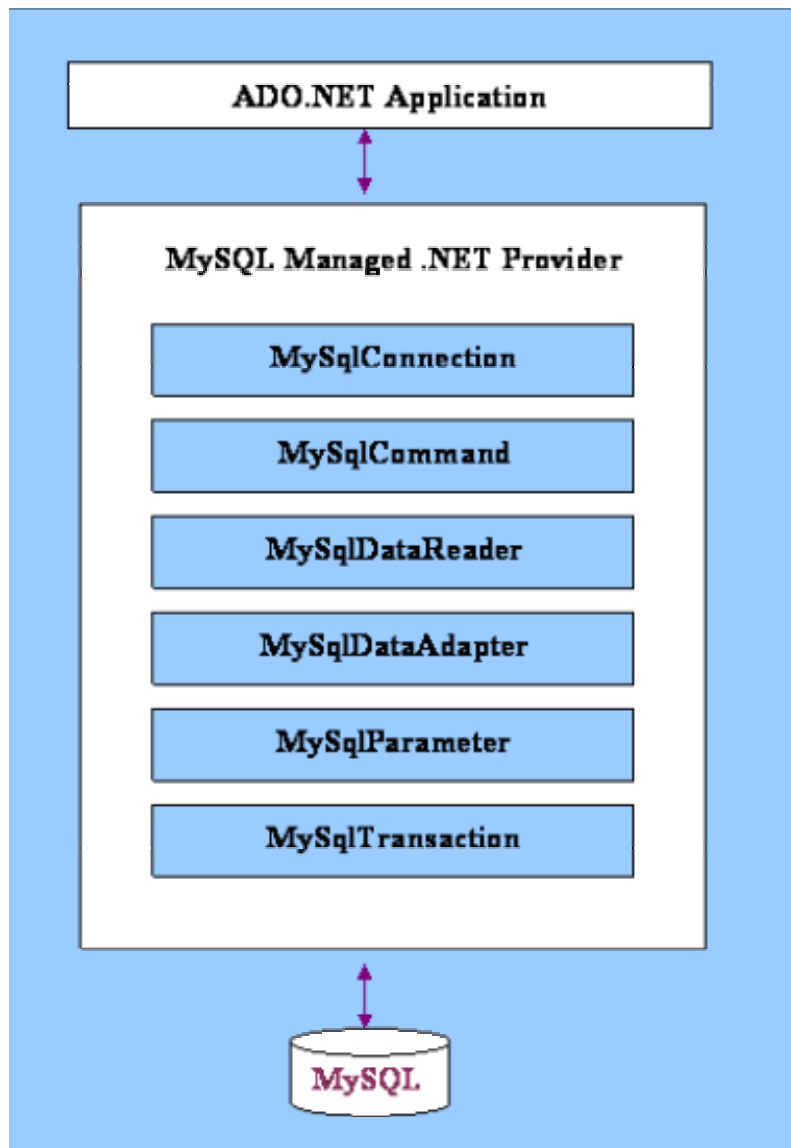 ADO.NET Application
MySQL Managed .NET Provider
MySqlConnection
MySqlCommand
MySqlDataReader
MySqlDataAdapter
MySqlParameter
MySqlTransaction
MySQL